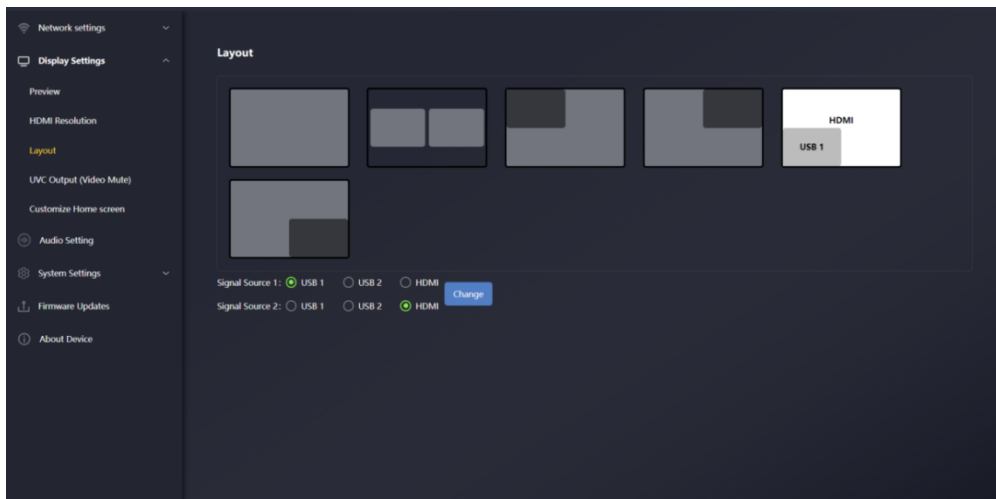 Network settings
Display Settings
Preview
HDMI Resolution
Layout
UVC Output (Video Mute)
Customize Home screen
Audio Setting
System Settings
Firmware Updates
About Device
Layout
HDMI
USB 1
Signal Source 1: USB 1 USB 2 HDMI
Signal Source 2: USB 1 USB 2 HDMI
Change